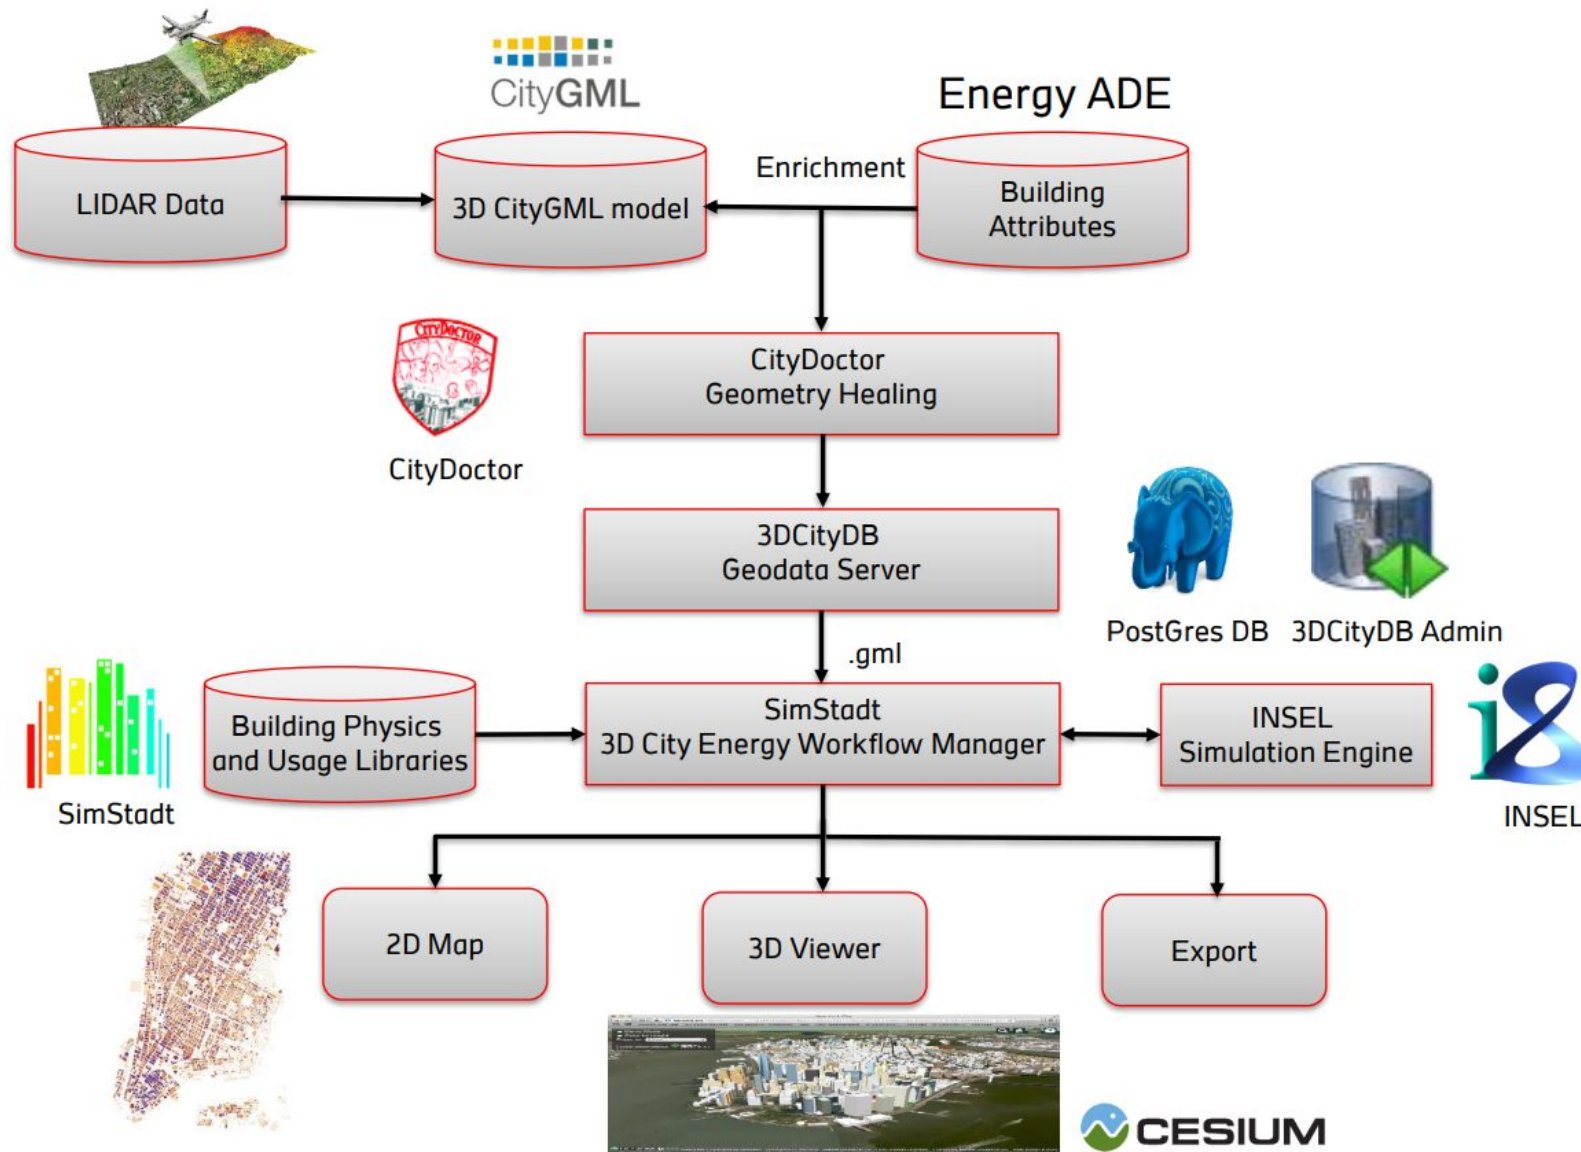 CityGML
Energy ADE
LIDAR Data
3D CityGML model
Enrichment
Building
Attributes
CITYDOCTOR
CityDoctor
CityDoctor
Geometry Healing
3DCityDB
Geodata Server
PostGres DB
3DCityDB Admin
.gml
SimStadt
Building Physics
and Usage Libraries
SimStadt
3D City Energy Workflow Manager
INSEL
Simulation Engine
INSEL
2D Map
3D Viewer
Export
CESIUM